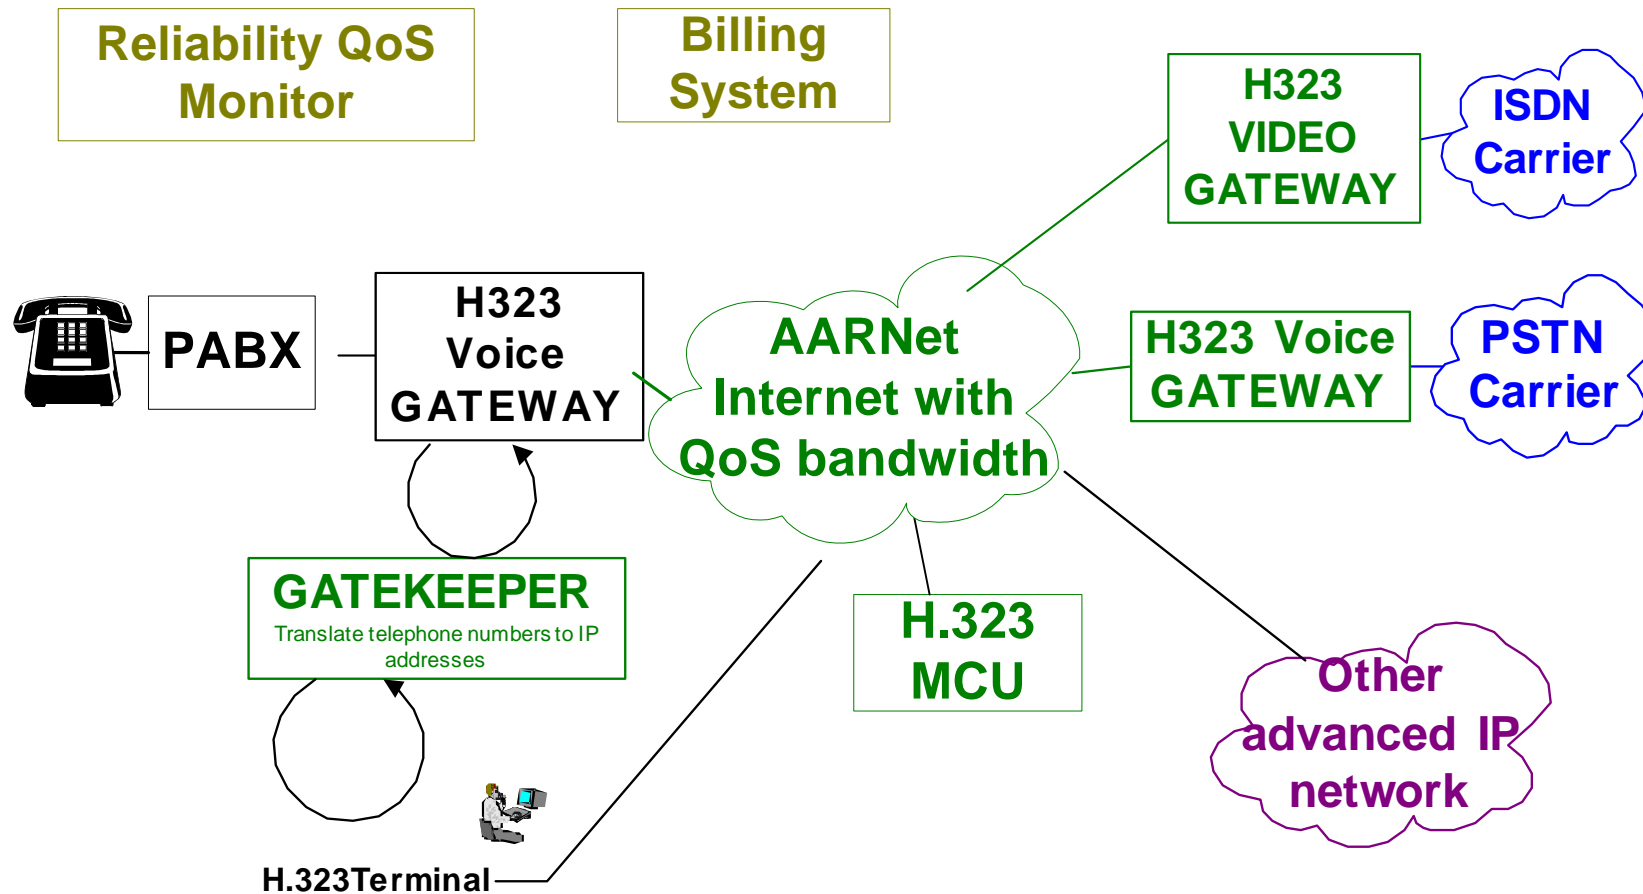 Reliability QoS
Monitor
Billing
System
H323
VIDEO
GATEWAY
ISDN
Carrier
PABX
H323
Voice
GATEWAY
AARNet
Internet with
QoS bandwidth
H323 Voice
GATEWAY
PSTN
Carrier
GATEKEEPER
Translate telephone numbers to IP
addresses
H.323
MCU
Other
advanced IP
network
H.323Terminal